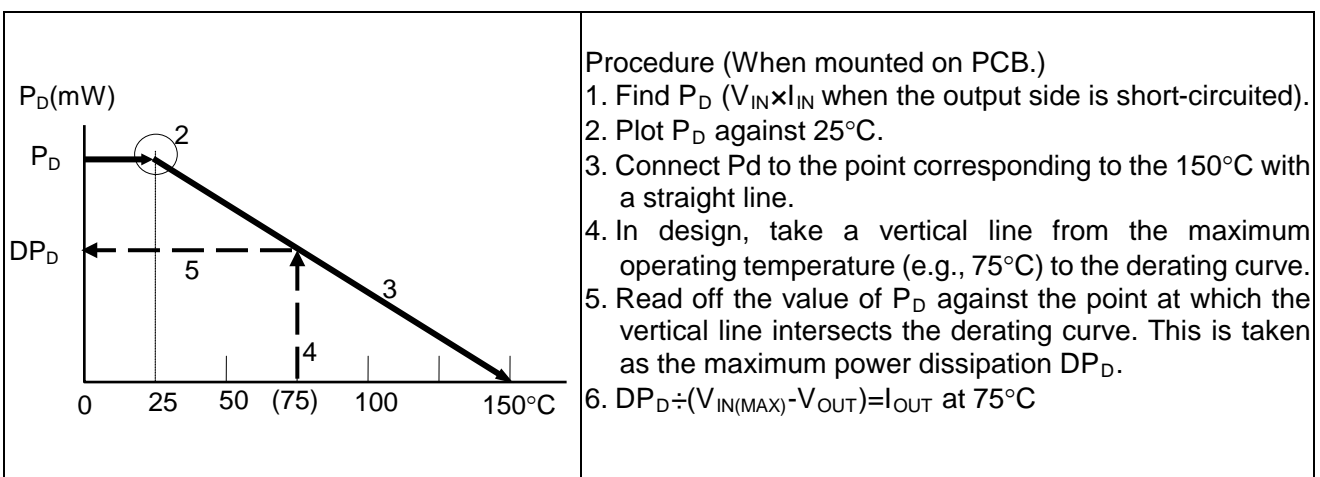 P_D(mW)
P_D
DP_D
2
5
3
4
0
25
50
(75)
100
150°C
Procedure (When mounted on PCB.)
1. Find P_D (V_IN×I_IN when the output side is short-circuited).
2. Plot P_D against 25°C.
3. Connect Pd to the point corresponding to the 150°C with
a straight line.
4. In design, take a vertical line from the maximum
operating temperature (e.g., 75°C) to the derating curve.
5. Read off the value of P_D against the point at which the
vertical line intersects the derating curve. This is taken
as the maximum power dissipation DP_D.
6. DP_D÷(V_IN(MAX)-V_OUT)=I_OUT at 75°C